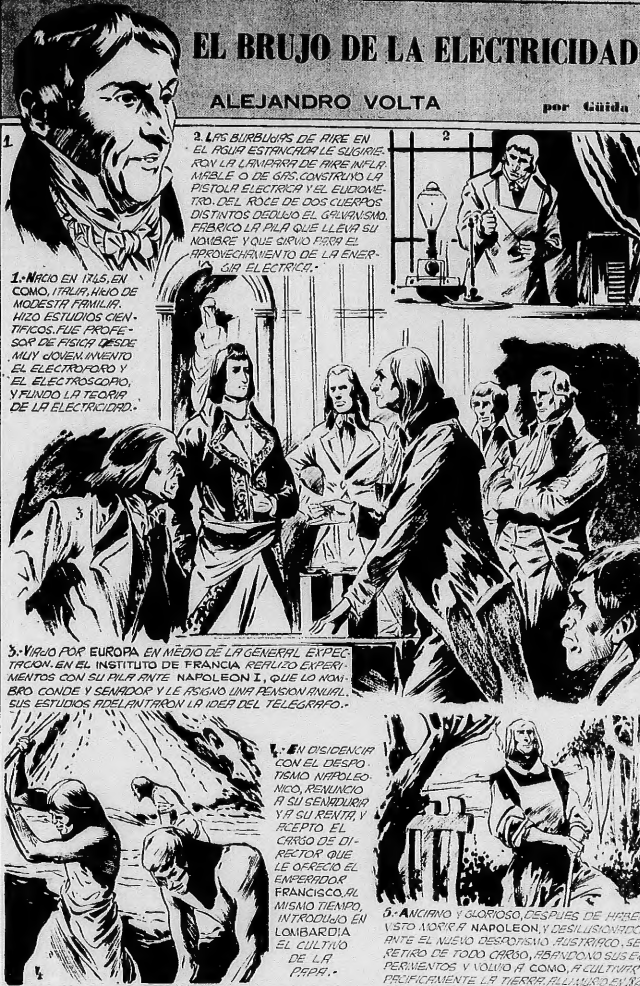 EL BRUJO DE LA ELECTRICIDAD
ALEJANDRO VOLTA
por Güida
1
1.-NACIO EN 1745, EN
COMO, ITALIA, HIJO DE
MODESTA FAMILIA.
HIZO ESTUDIOS CIEN-
TIFICOS. FUE PROFE-
SOR DE FISICA DESDE
MUY JOVEN. INVENTO
EL ELECTROFORO Y
EL ELECTROSCOPIO,
Y FUNDO LA TEORIA
DE LA ELECTRICIDAD.-
2. LAS BURBUJAS DE AIRE EN
EL AGUA ESTANCADA LE SUGIRIE-
RON LA LAMPARA DE AIRE INFLA-
MABLE O DE GAS. CONSTRUYO LA
PISTOLA ELECTRICA Y EL EUDIOME-
TRO. DEL ROCE DE DOS CUERPOS
DISTINTOS DEDUJO EL GALVANISMO.
FABRICO LA PILA QUE LLEVA SU
NOMBRE Y QUE SIRVIO PARA EL
APROVECHAMIENTO DE LA ENER-
GIA ELECTRICA.-
2
3
3.-VIAJO POR EUROPA EN MEDIO DE LA GENERAL EXPEC-
TACION. EN EL INSTITUTO DE FRANCIA REALIZO EXPERI-
MENTOS CON SU PILA ANTE NAPOLEON I, QUE LO NOM-
BRO CONDE Y SENADOR Y LE ASIGNO UNA PENSION ANUAL.
SUS ESTUDIOS ADELANTARON LA IDEA DEL TELEGRAFO.-
4.-EN DISIDENCIA
CON EL DESPO-
TISMO NAPOLEO-
NICO, RENUNCIO
A SU SENADURIA
Y A SU RENTA, Y
ACEPTO EL
CARGO DE DI-
RECTOR QUE
LE OFRECIO EL
EMPERADOR
FRANCISCO. AL
MISMO TIEMPO,
INTRODUJO EN
LOMBARDIA
EL CULTIVO
DE LA
PAPA.-
4
5.-ANCIANO Y GLORIOSO, DESPUES DE HABE
VISTO MORIR A NAPOLEON, Y DESILUSIONADO
ANTE EL NUEVO DESPOTISMO AUSTRIACO, SE
RETIRO DE TODO CARGO, ABANDONO SUS EX
PERIMENTOS Y VOLVIO A COMO, A CULTIVAR
PACIFICAMENTE LA TIERRA. ALLI MURIO EN